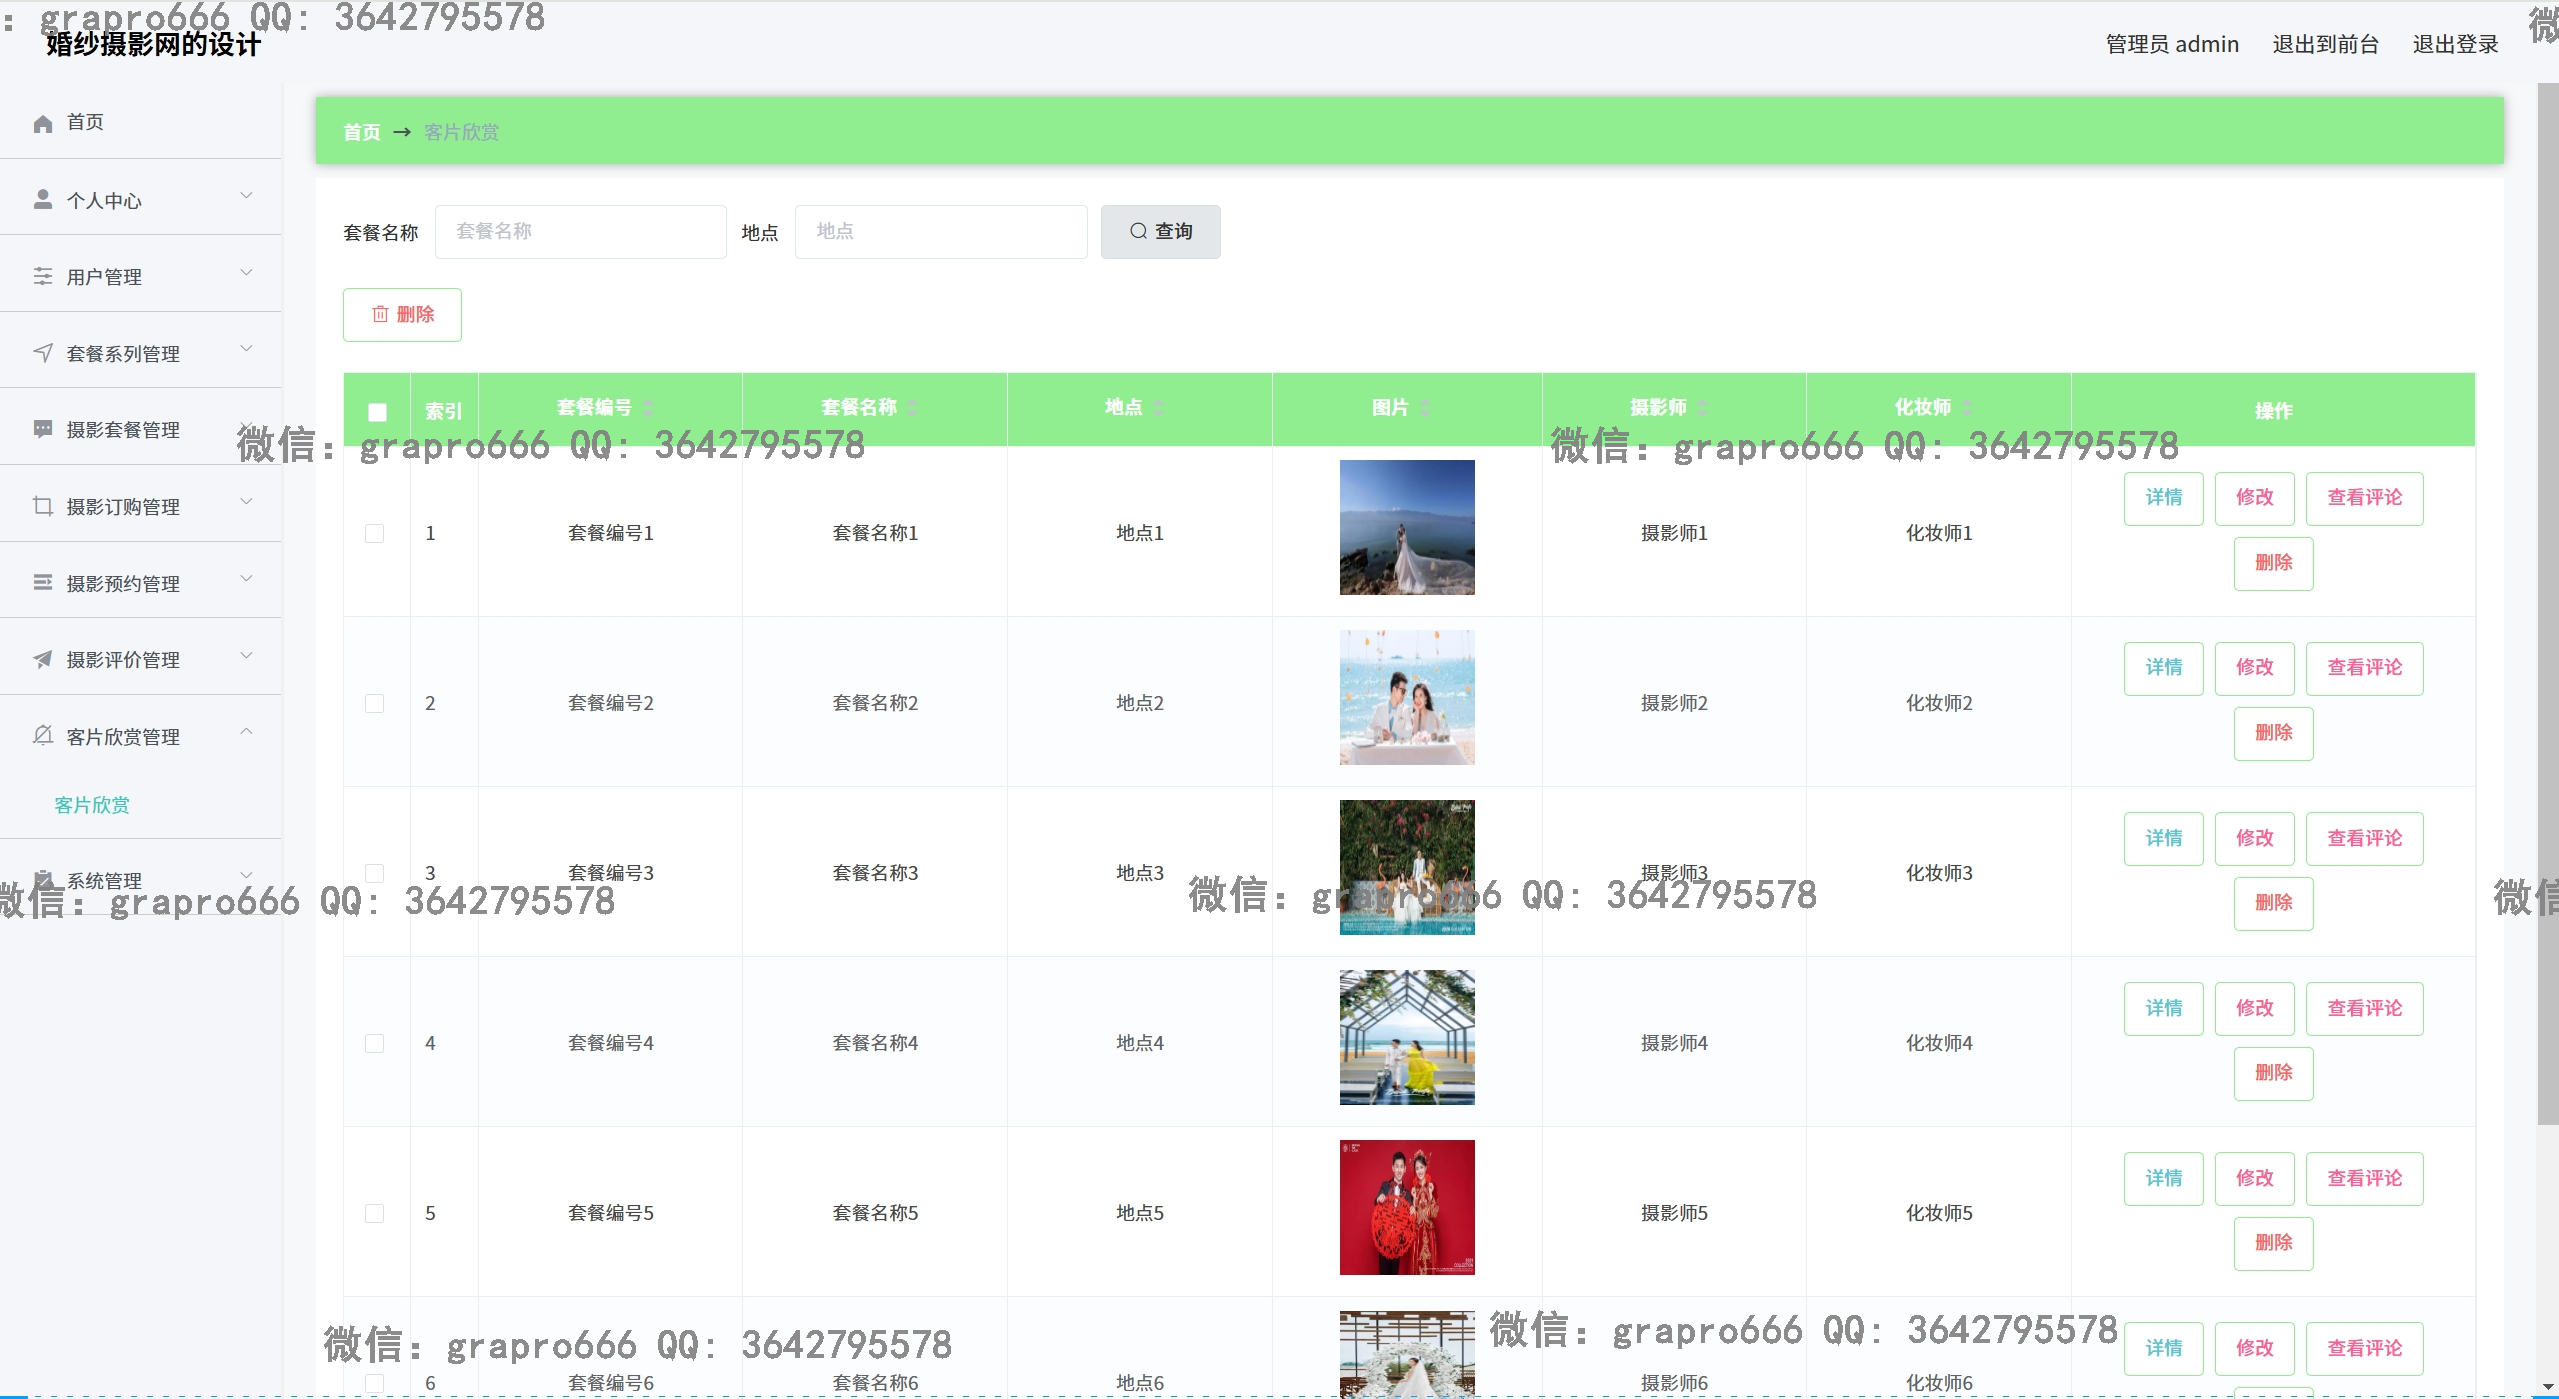 ：grapro666 QQ: 3642795578
微
婚纱摄影网的设计
管理员 admin 退出到前台 退出登录
首页
个人中心
用户管理
套餐系列管理
摄影套餐管理
摄影订购管理
摄影预约管理
摄影评价管理
客片欣赏管理
客片欣赏
系统管理
首页 → 客片欣赏
套餐名称 套餐名称 地点 地点 查询
删除
索引 套餐编号 套餐名称 地点 图片 摄影师 化妆师 操作
微信：grapro666 QQ: 3642795578
微信：grapro666 QQ: 3642795578
1 套餐编号1 套餐名称1 地点1 摄影师1 化妆师1 详情 修改 查看评论
删除
2 套餐编号2 套餐名称2 地点2 摄影师2 化妆师2 详情 修改 查看评论
删除
3 套餐编号3 套餐名称3 地点3 摄影师3 化妆师3 详情 修改 查看评论
删除
微信：grapro666 QQ: 3642795578
微信：grapro666 QQ: 3642795578
微信
4 套餐编号4 套餐名称4 地点4 摄影师4 化妆师4 详情 修改 查看评论
删除
5 套餐编号5 套餐名称5 地点5 摄影师5 化妆师5 详情 修改 查看评论
删除
微信：grapro666 QQ: 3642795578
微信：grapro666 QQ: 3642795578
6 套餐编号6 套餐名称6 地点6 摄影师6 化妆师6 详情 修改 查看评论